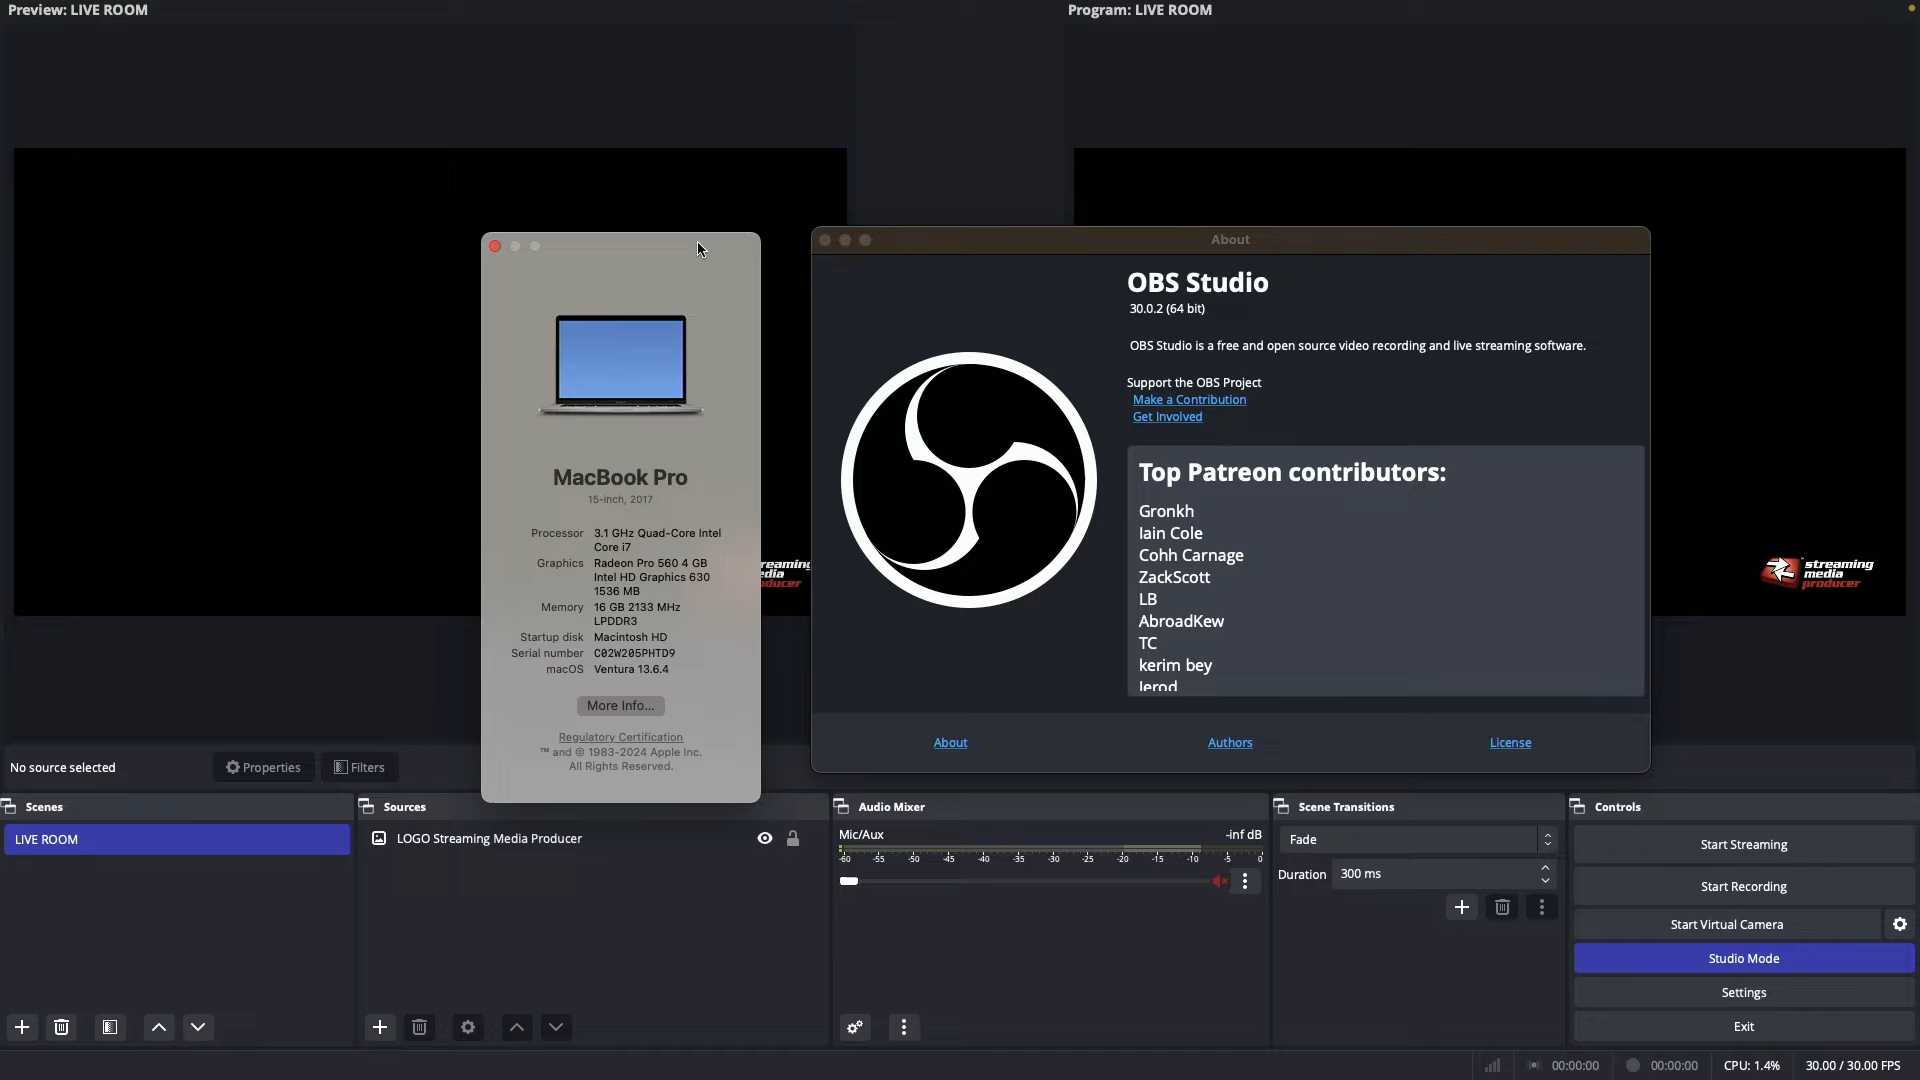 Preview: LIVE ROOM
Program: LIVE ROOM
About
OBS Studio
30.0.2 (64 bit)
OBS Studio is a free and open source video recording and live streaming software.
Support the OBS Project
Make a Contribution
Get Involved
Top Patreon contributors:
Gronkh
Iain Cole
Cohh Carnage
ZackScott
LB
AbroadKew
TC
kerim bey
Jerod
About
Authors
License
MacBook Pro
15-inch, 2017
Processor 3.1 GHz Quad-Core Intel
Core i7
Graphics Radeon Pro 560 4 GB
Intel HD Graphics 630
1536 MB
Memory 16 GB 2133 MHz
LPDDR3
Startup disk Macintosh HD
Serial number C02W205PHTD9
macOS Ventura 13.6.4
More Info...
Regulatory Certification
™ and © 1983-2024 Apple Inc.
All Rights Reserved.
reaming
edia
oducer
streaming
media
producer
No source selected
Properties
Filters
Scenes
LIVE ROOM
Sources
LOGO Streaming Media Producer
Audio Mixer
Mic/Aux -inf dB
-60 -55 -50 -45 -40 -35 -30 -25 -20 -15 -10 -5 0
Scene Transitions
Fade
Duration 300 ms
Controls
Start Streaming
Start Recording
Start Virtual Camera
Studio Mode
Settings
Exit
00:00:00
00:00:00
CPU: 1.4%
30.00 / 30.00 FPS